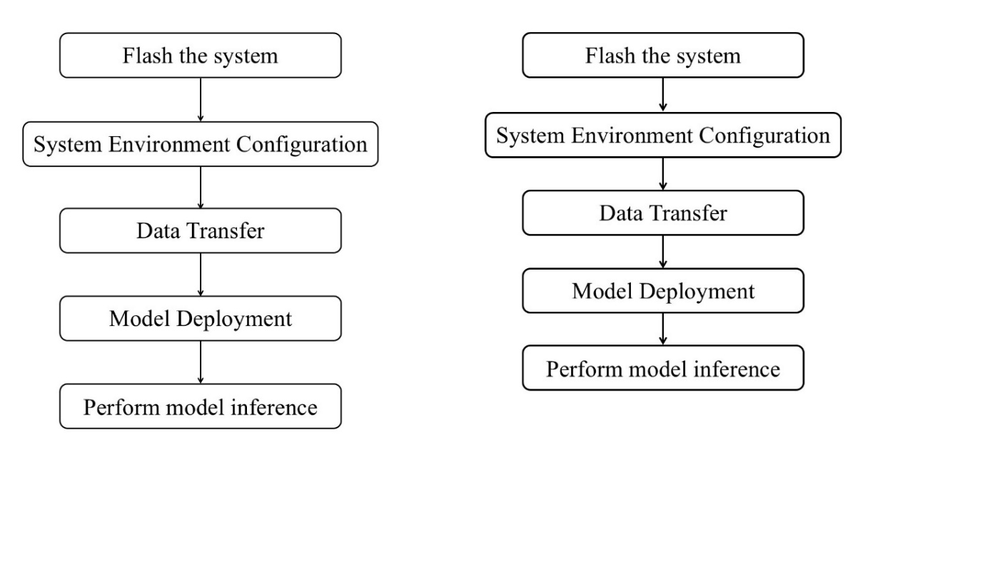 Flash the system
System Environment Configuration
Data Transfer
Model Deployment
Perform model inference
Flash the system
System Environment Configuration
Data Transfer
Model Deployment
Perform model inference